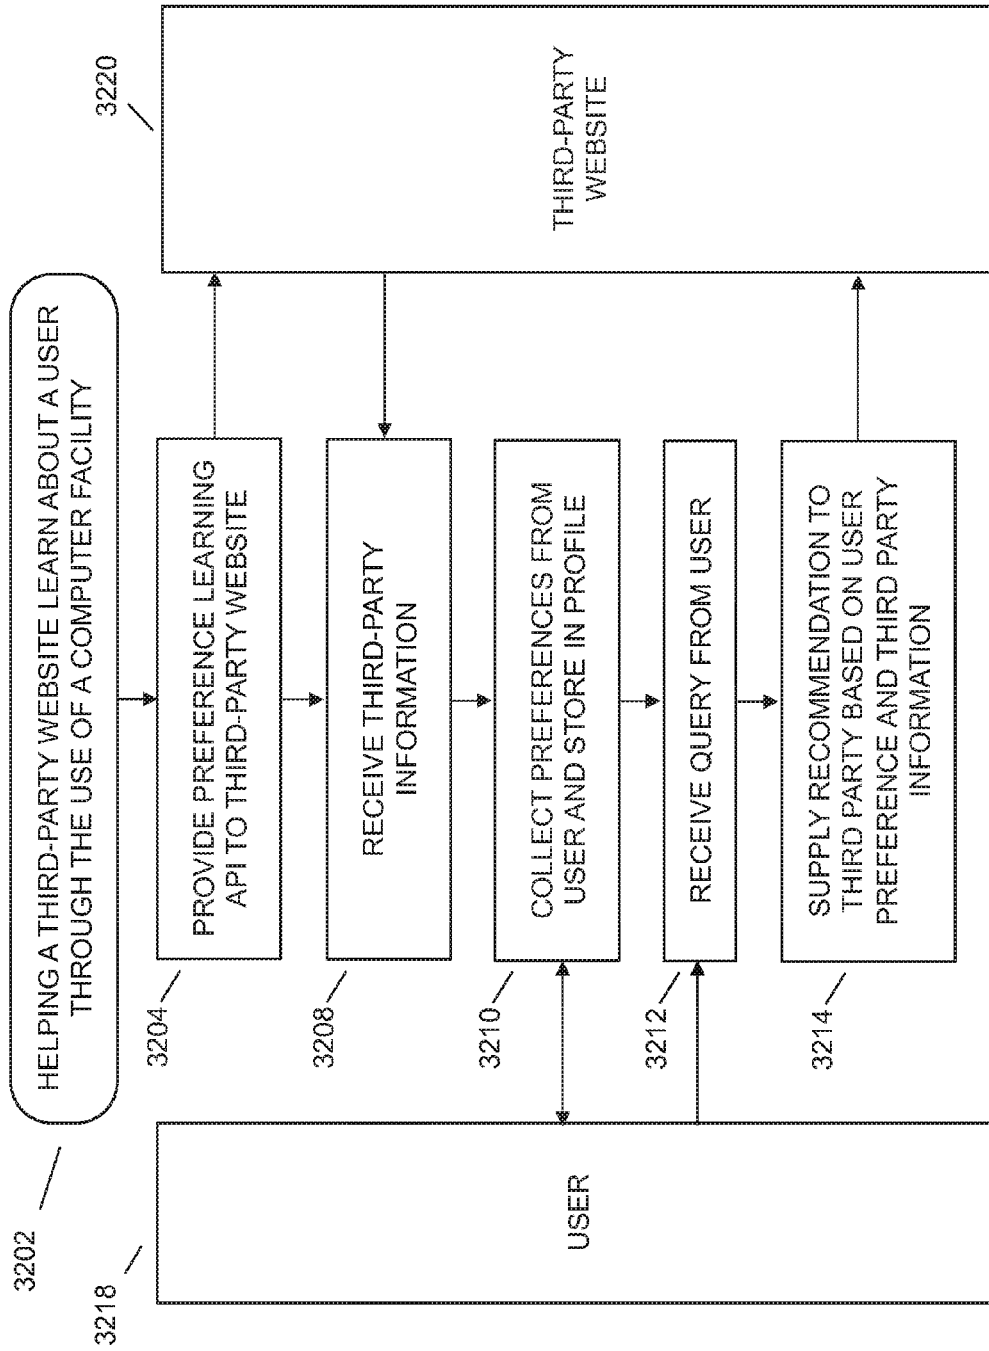 3202
HELPING A THIRD-PARTY WEBSITE LEARN ABOUT A USER
THROUGH THE USE OF A COMPUTER FACILITY
3218
USER
3204
PROVIDE PREFERENCE LEARNING
API TO THIRD-PARTY WEBSITE
3208
RECEIVE THIRD-PARTY
INFORMATION
3210
COLLECT PREFERENCES FROM
USER AND STORE IN PROFILE
3212
RECEIVE QUERY FROM USER
3214
SUPPLY RECOMMENDATION TO
THIRD PARTY BASED ON USER
PREFERENCE AND THIRD PARTY
INFORMATION
3220
THIRD-PARTY
WEBSITE